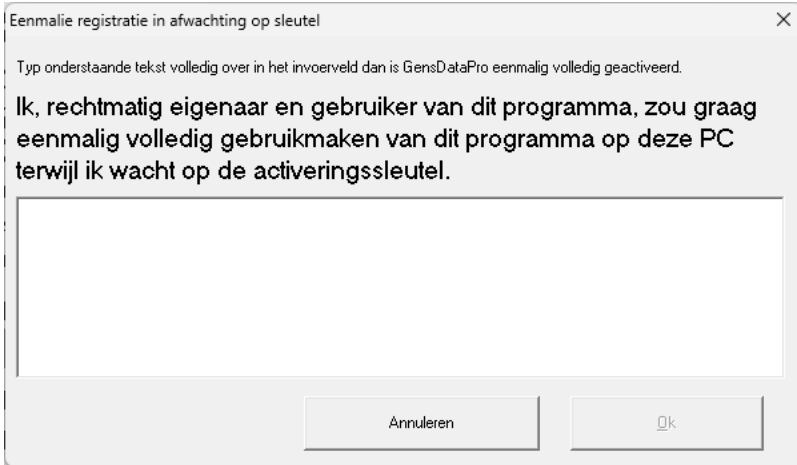 Eenmalie registratie in afwachting op sleutel
Typ onderstaande tekst volledig over in het invoerveld dan is GensDataPro eenmalig volledig geactiveerd.
Ik, rechtmatig eigenaar en gebruiker van dit programma, zou graag
eenmalig volledig gebruikmaken van dit programma op deze PC
terwijl ik wacht op de activeringssleutel.
Annuleren
Ok